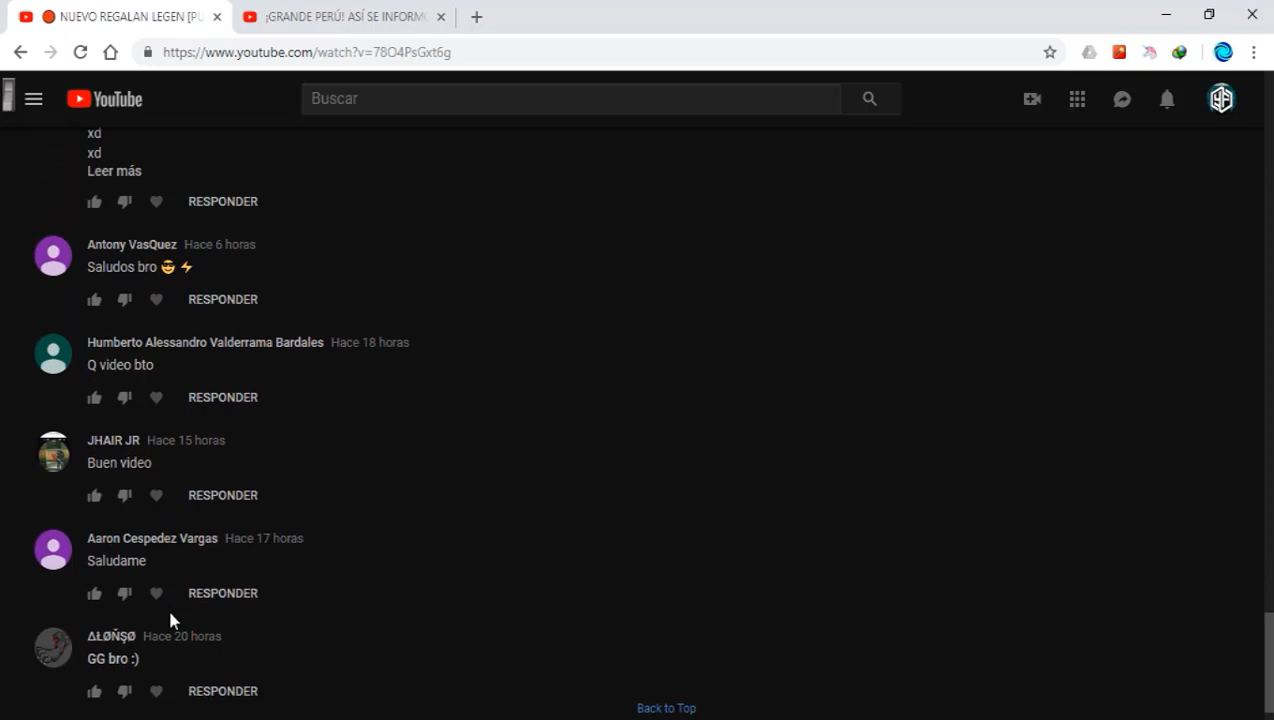 NUEVO REGALAN LEGEN [PU
¡GRANDE PERÚ! ASÍ SE INFORMÓ
https://www.youtube.com/watch?v=78O4PsGxt6g
YouTube
Buscar
xd
xd
Leer más
RESPONDER
Antony VasQuez Hace 6 horas
Saludos bro 😎 ⚡
RESPONDER
Humberto Alessandro Valderrama Bardales Hace 18 horas
Q video bto
RESPONDER
JHAIR JR Hace 15 horas
Buen video
RESPONDER
Aaron Cespedez Vargas Hace 17 horas
Saludame
RESPONDER
ΔŁØŇŞØ Hace 20 horas
GG bro :)
RESPONDER
Back to Top